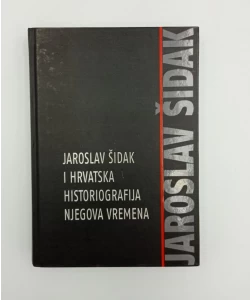 JAROSLAV ŠIDAK
I HRVATSKA
HISTORIOGRAFIJA
NJEGOVA VREMENA
JAROSLAV ŠIDAK